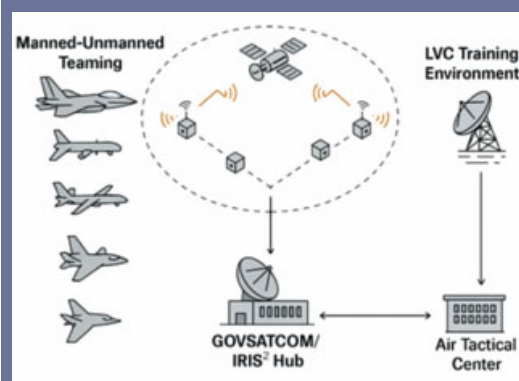 Manned-Unmanned
Teaming
LVC Training
Environment
GOVSATCOM/
IRIS² Hub
Air Tactical
Center